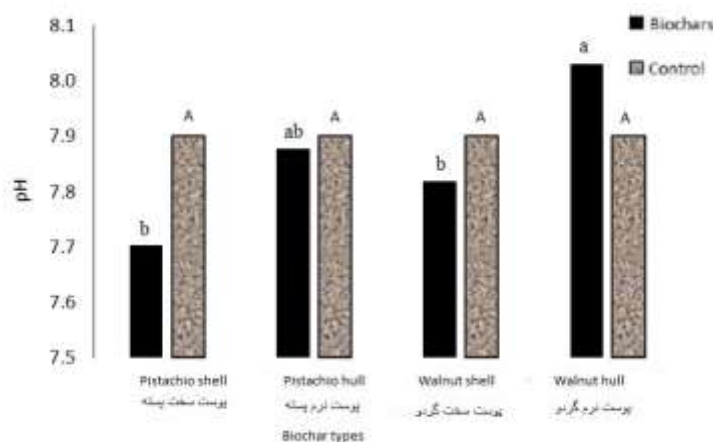 8.1
8.0
7.9
7.8
7.7
7.6
7.5
pH
Biochars
Control
b
A
ab
A
b
A
a
A
Pistachio shell
پوست سخت پسته
Pistachio hull
پوست نرم پسته
Walnut shell
پوست سخت گردو
Walnut hull
پوست نرم گردو
Biochar types